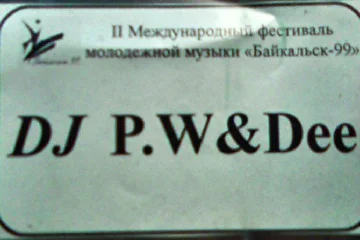 II Международный фестиваль
молодежной музыки «Байкальск-99»
DJ P.W&Dee